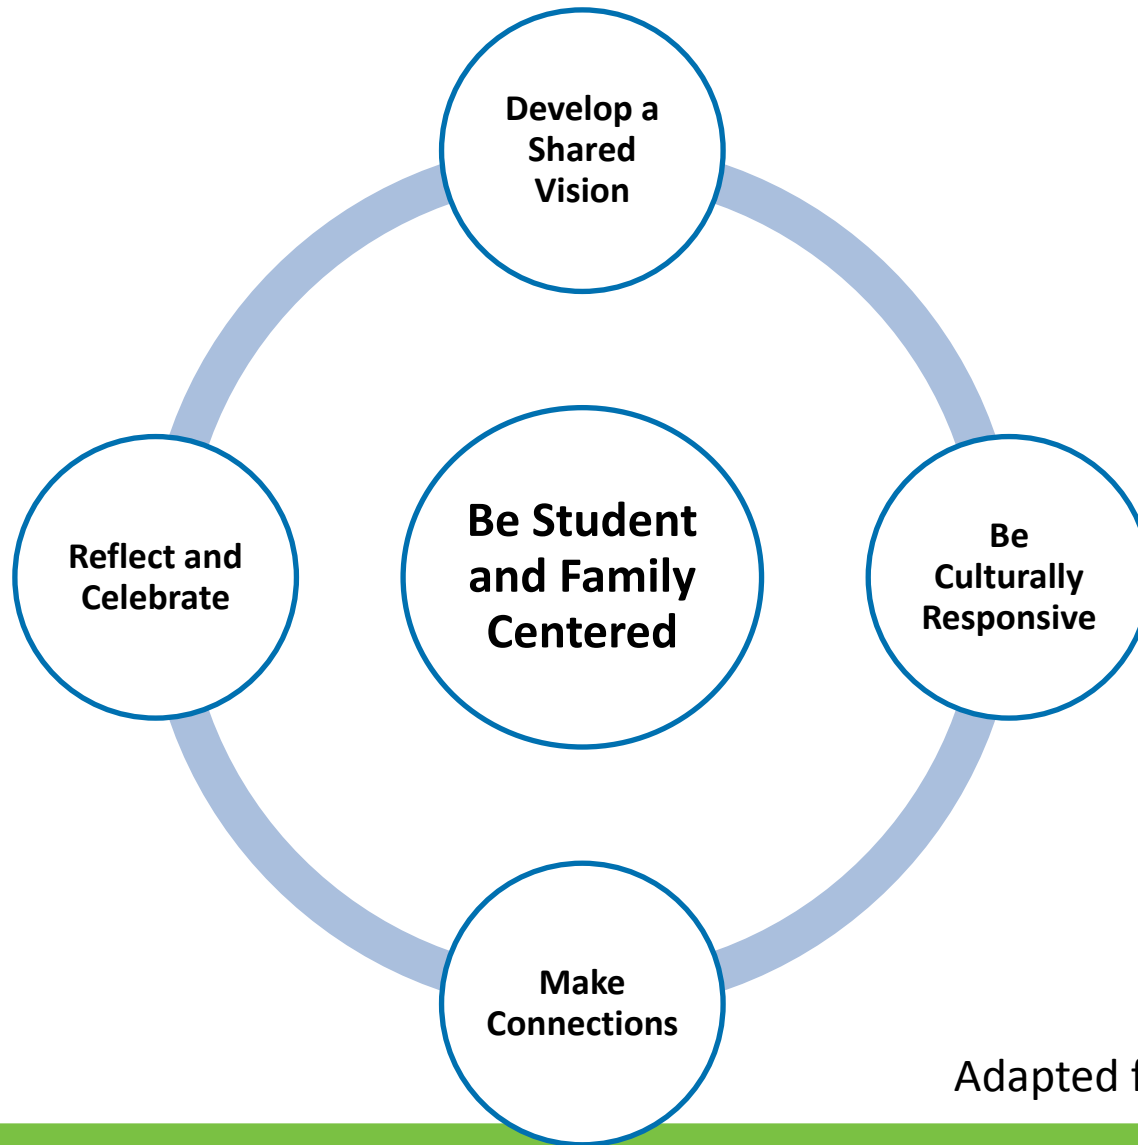 Develop a
Shared
Vision
Reflect and
Celebrate
Be Student
and Family
Centered
Be
Culturally
Responsive
Make
Connections
Adapted